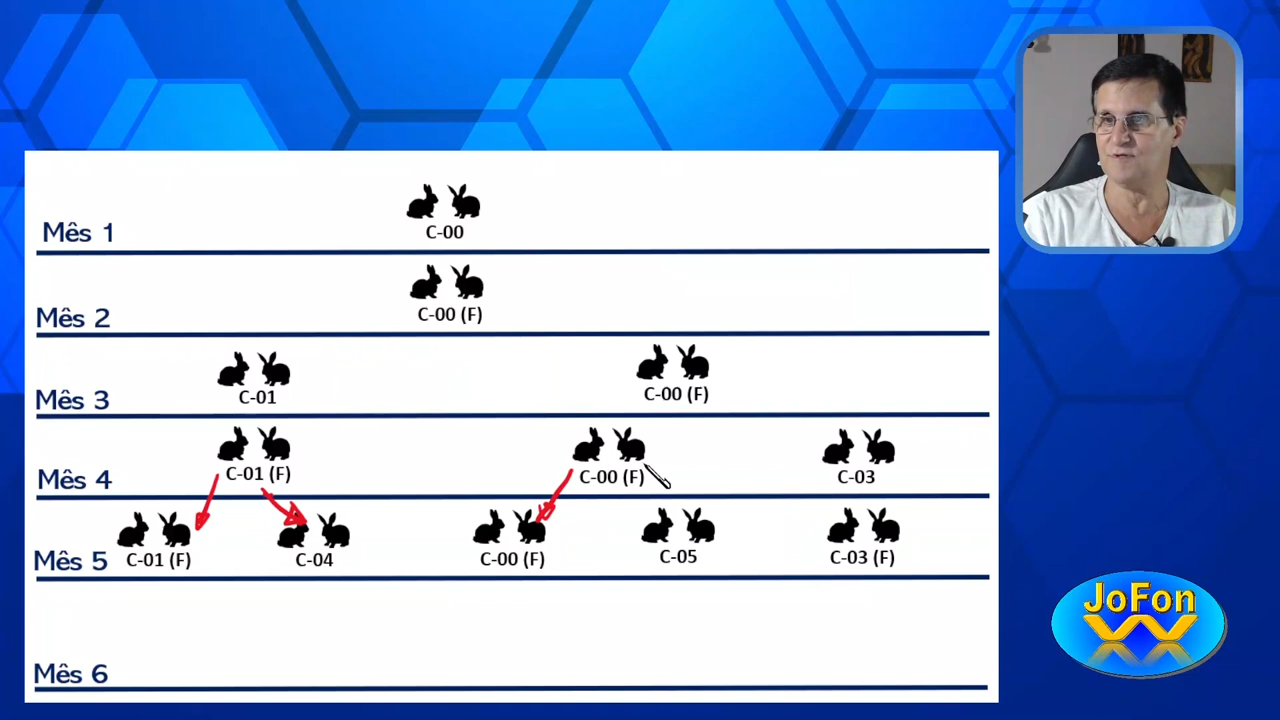 C-00
Mês 1
C-00 (F)
Mês 2
C-01
C-00 (F)
Mês 3
C-01 (F)
C-00 (F)
C-03
Mês 4
C-01 (F)
C-04
C-00 (F)
C-05
C-03 (F)
Mês 5
Mês 6
JoFon